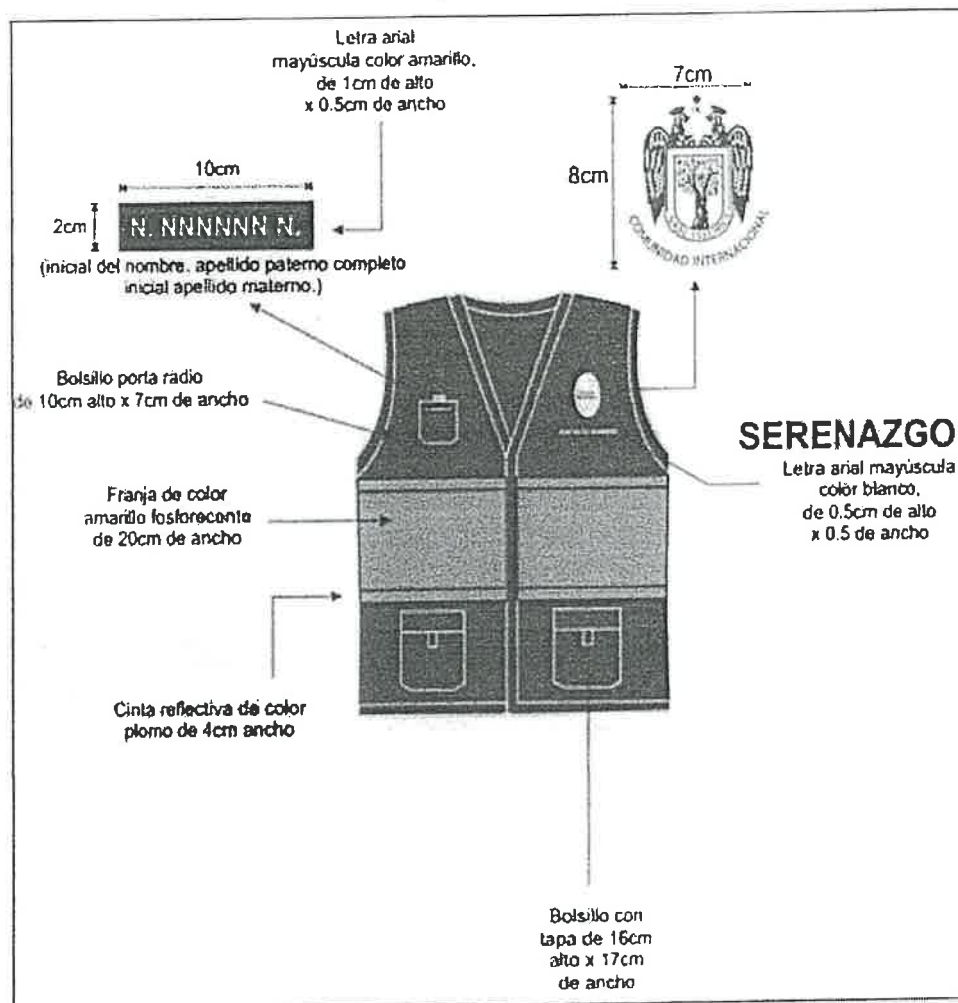 Letra arial
mayúscula color amarillo,
de 1cm de alto
x 0.5cm de ancho
7cm
8cm
COMUNIDAD INTERNACIONAL
10cm
2cm
N. NNNNNN N.
(inicial del nombre. apellido paterno completo
inicial apellido materno.)
Bolsillo porta radio
de 10cm alto x 7cm de ancho
SERENAZGO
Letra arial mayúscula
color blanco,
de 0.5cm de alto
x 0.5 de ancho
Franja de color
amarillo fosforeconto
de 20cm de ancho
Cinta reflectiva de color
plomo de 4cm ancho
Bolsillo con
tapa de 16cm
alto x 17cm
de ancho